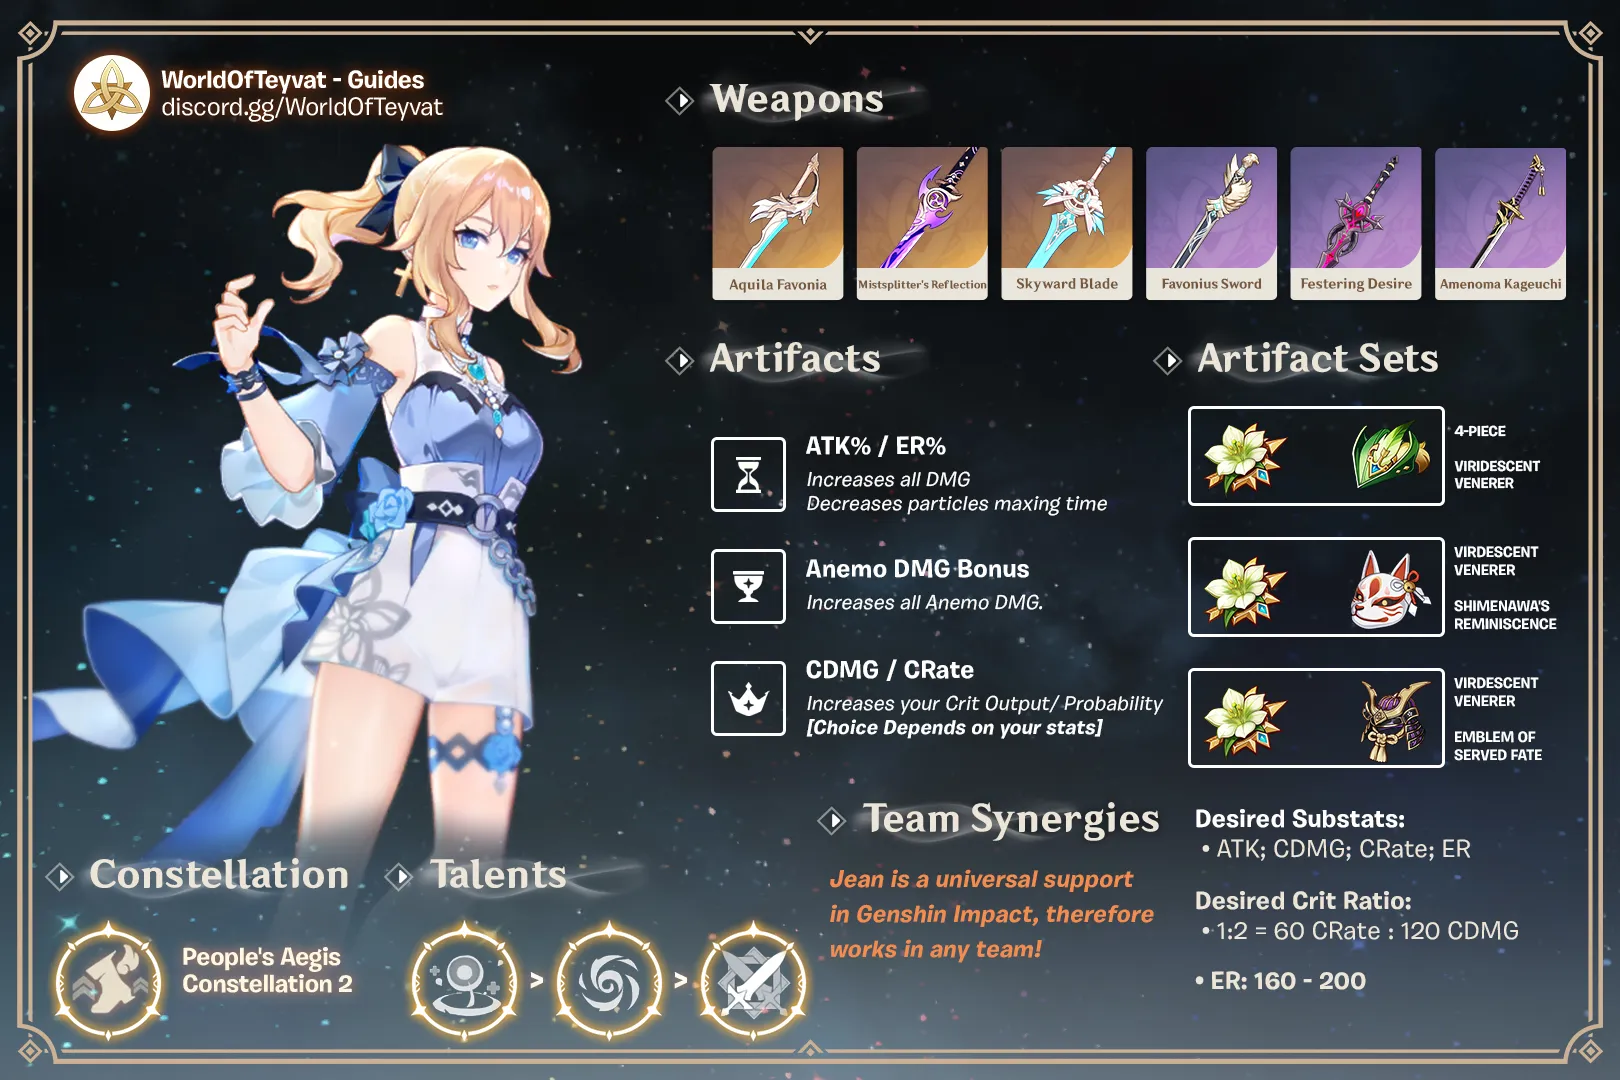 WorldOfTeyvat - Guides
discord.gg/WorldOfTeyvat
Weapons
Aquila Favonia
Mistsplitter's Reflection
Skyward Blade
Favonius Sword
Festering Desire
Amenoma Kageuchi
Artifacts
ATK% / ER%
Increases all DMG
Decreases particles maxing time
Anemo DMG Bonus
Increases all Anemo DMG.
CDMG / CRate
Increases your Crit Output/ Probability
[Choice Depends on your stats]
Artifact Sets
4-PIECE
VIRIDESCENT
VENERER
VIRDESCENT
VENERER
SHIMENAWA'S
REMINISCENCE
VIRDESCENT
VENERER
EMBLEM OF
SERVED FATE
Desired Substats:
• ATK; CDMG; CRate; ER
Desired Crit Ratio:
• 1:2 = 60 CRate : 120 CDMG
• ER: 160 - 200
Team Synergies
Jean is a universal support
in Genshin Impact, therefore
works in any team!
Constellation
People's Aegis
Constellation 2
Talents
> >